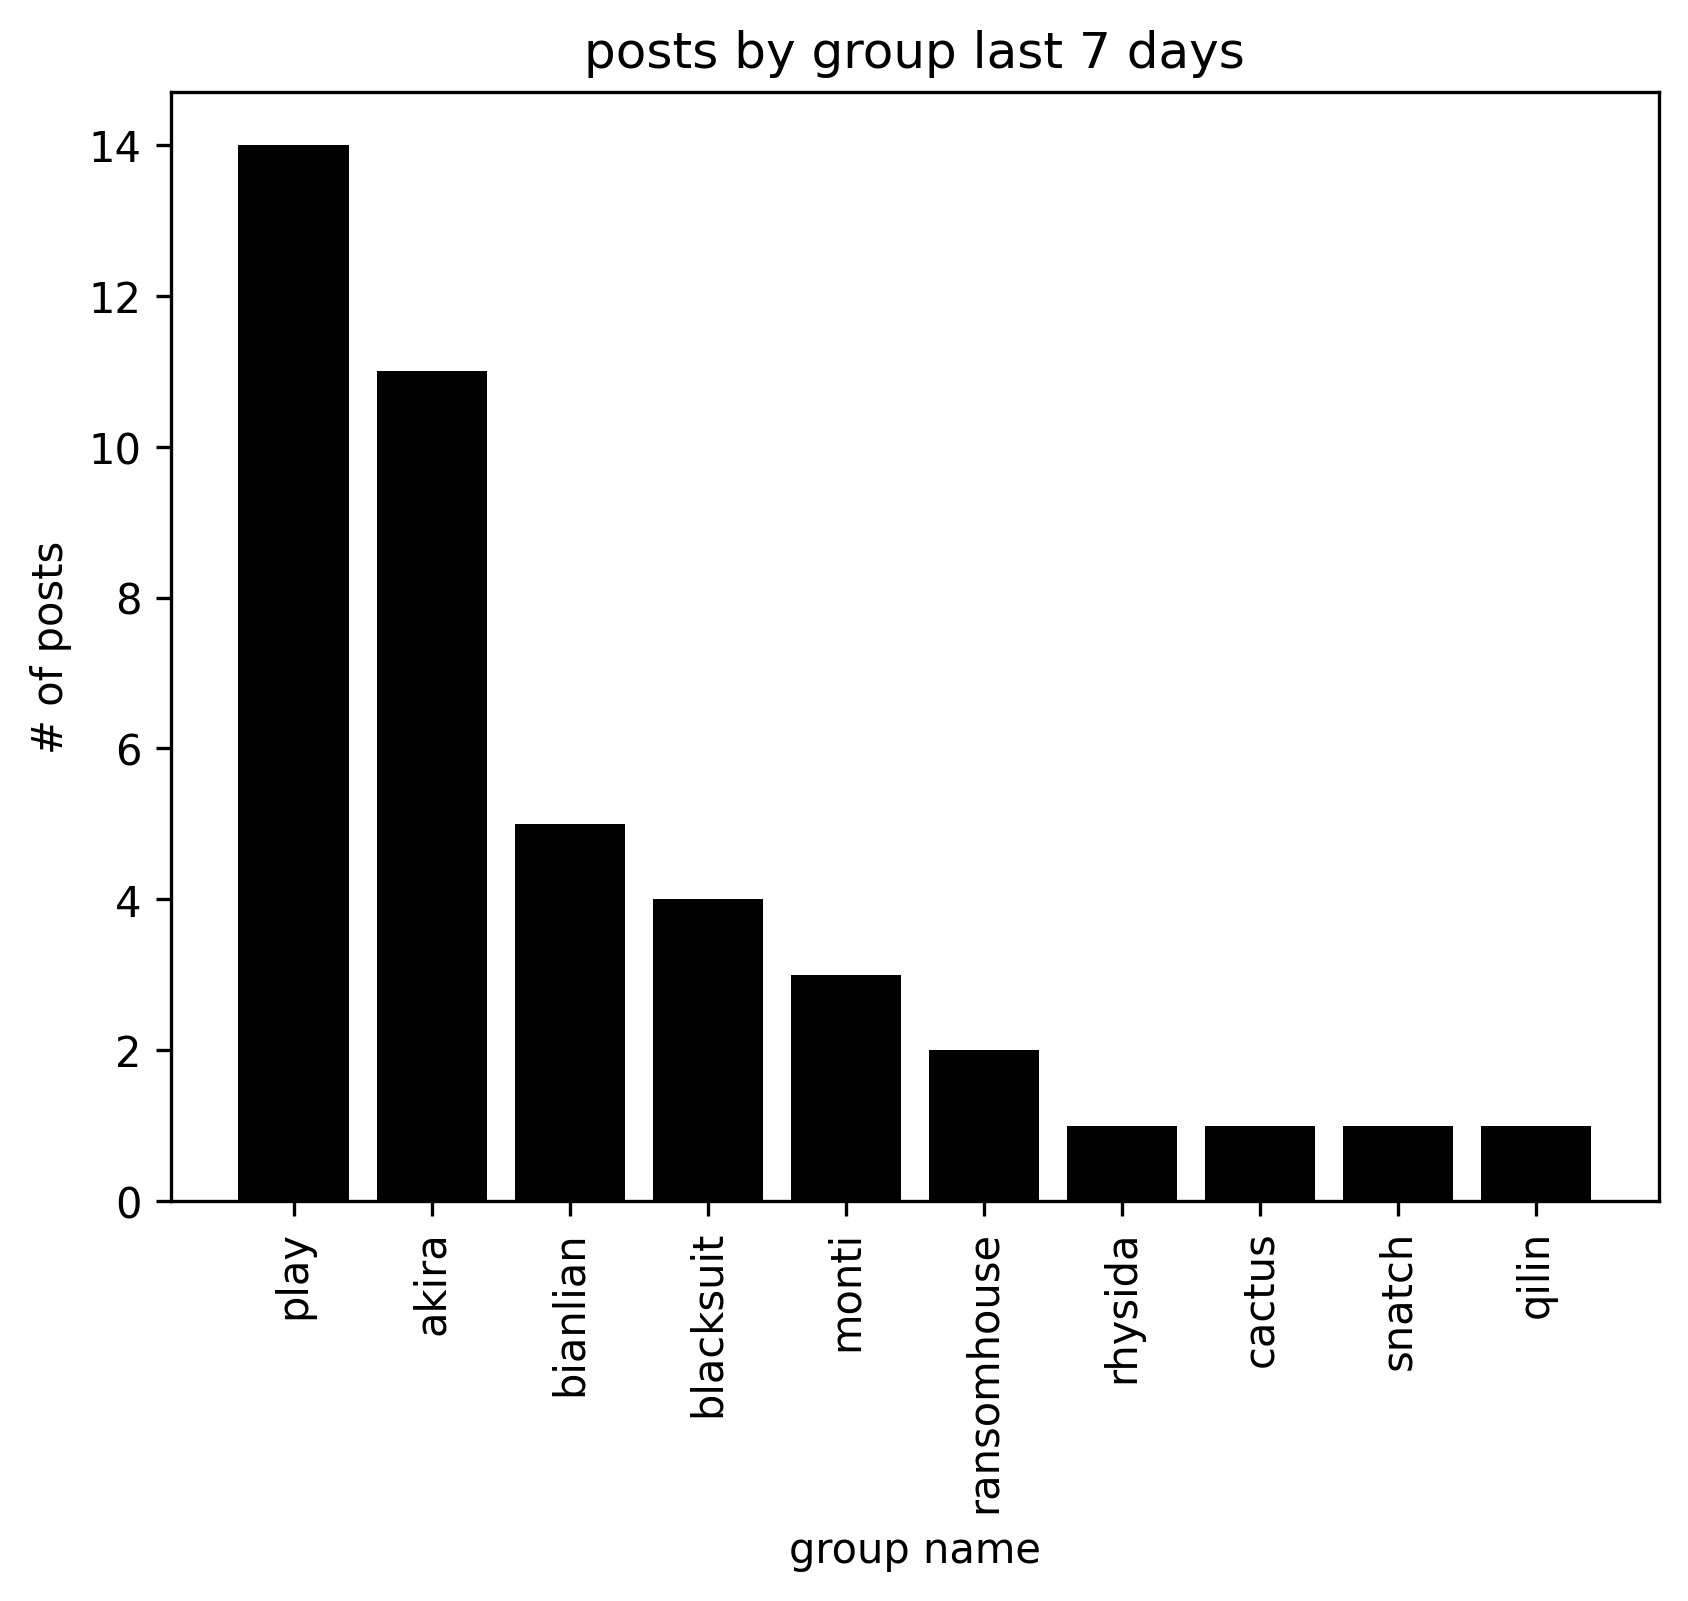 posts by group last 7 days
14
12
10
8
6
4
2
0
# of posts
play
akira
bianlian
blacksuit
monti
ransomhouse
rhysida
cactus
snatch
qilin
group name